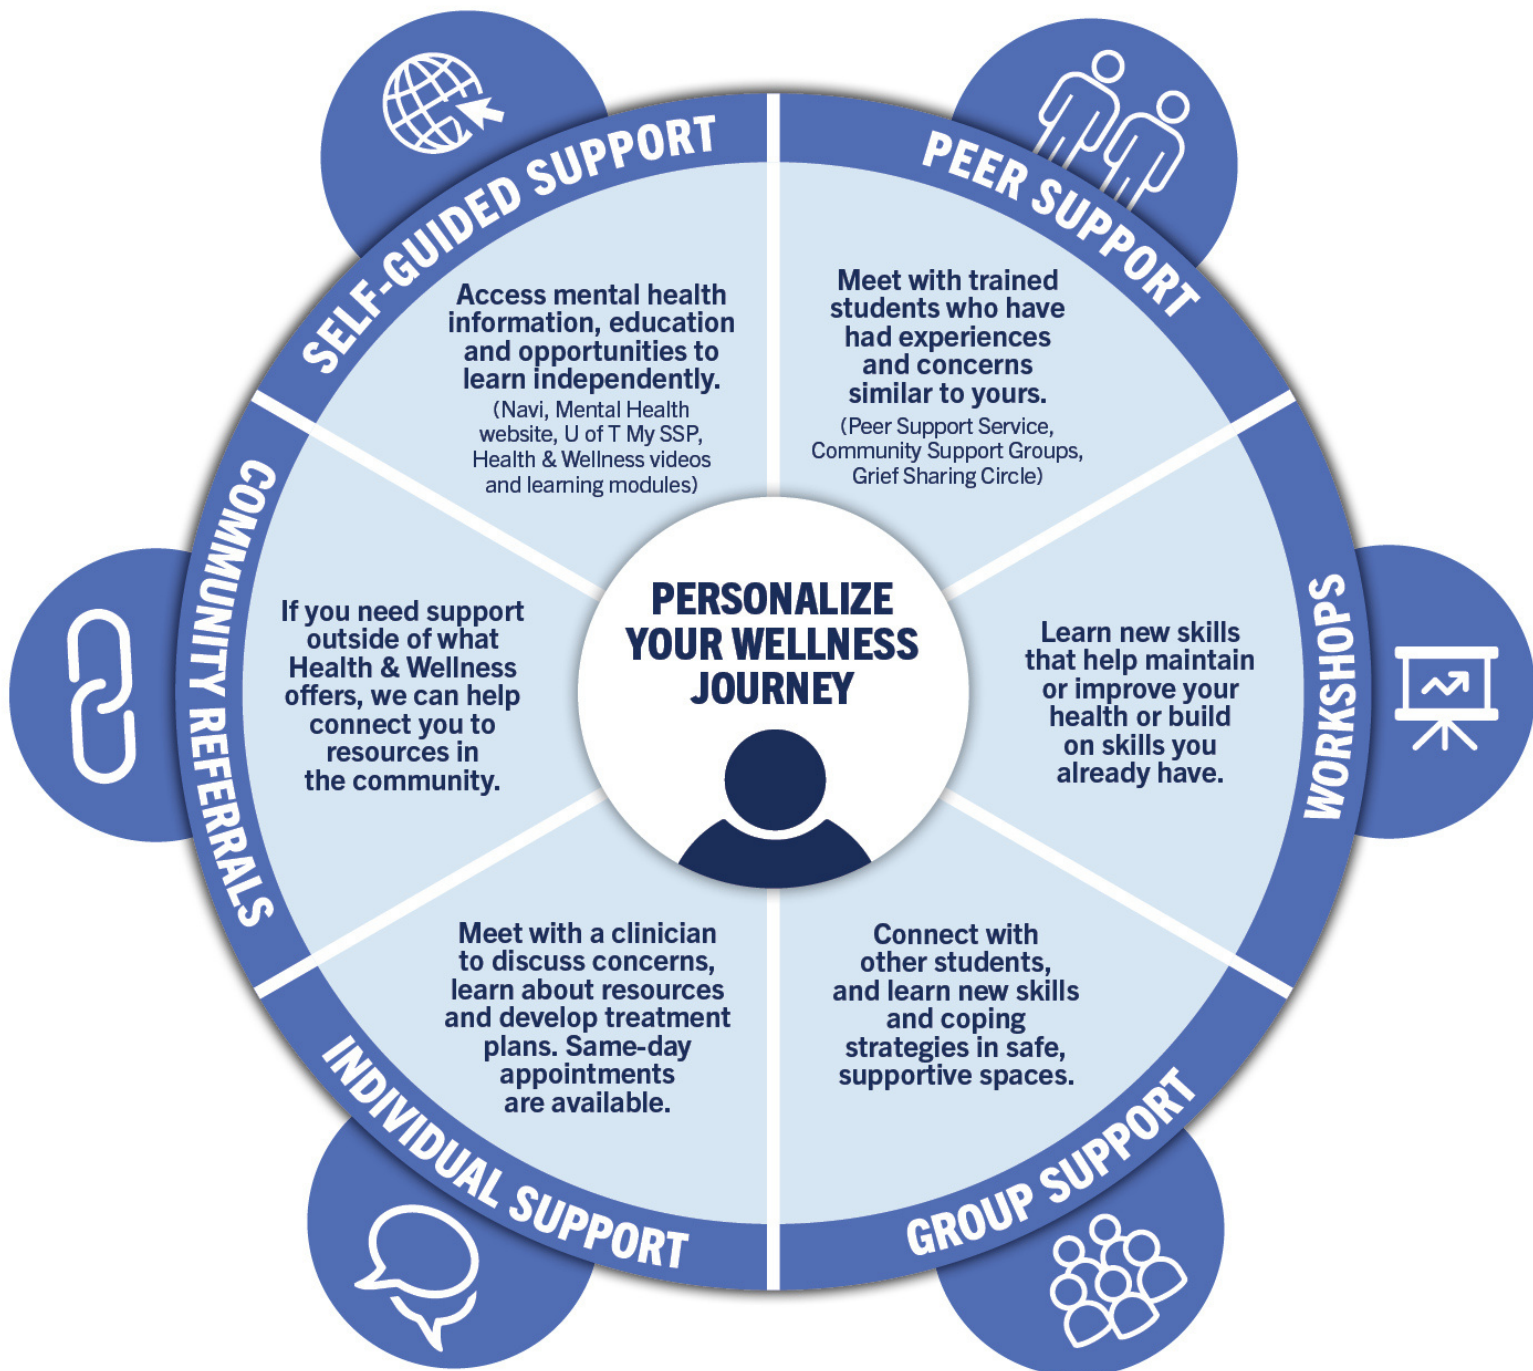 PERSONALIZE
YOUR WELLNESS
JOURNEY
SELF-GUIDED SUPPORT
Access mental health
information, education
and opportunities to
learn independently.
(Navi, Mental Health
website, U of T My SSP,
Health & Wellness videos
and learning modules)
PEER SUPPORT
Meet with trained
students who have
had experiences
and concerns
similar to yours.
(Peer Support Service,
Community Support Groups,
Grief Sharing Circle)
WORKSHOPS
Learn new skills
that help maintain
or improve your
health or build
on skills you
already have.
GROUP SUPPORT
Connect with
other students,
and learn new skills
and coping
strategies in safe,
supportive spaces.
INDIVIDUAL SUPPORT
Meet with a clinician
to discuss concerns,
learn about resources
and develop treatment
plans. Same-day
appointments
are available.
COMMUNITY REFERRALS
If you need support
outside of what
Health & Wellness
offers, we can help
connect you to
resources in
the community.